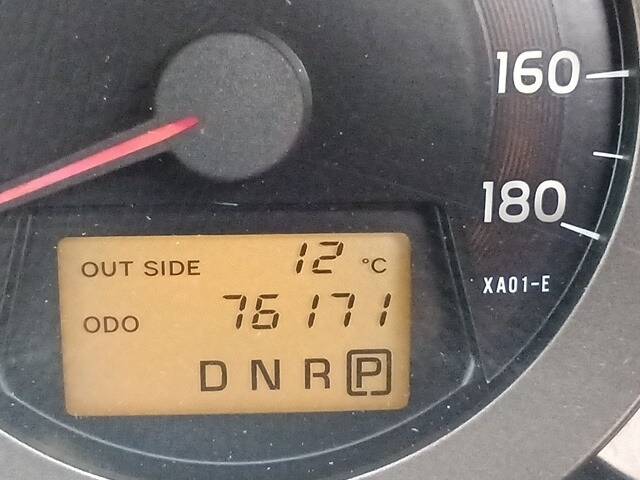 160
180
XA01-E
OUT SIDE 12 °C
ODO 76171
D N R P